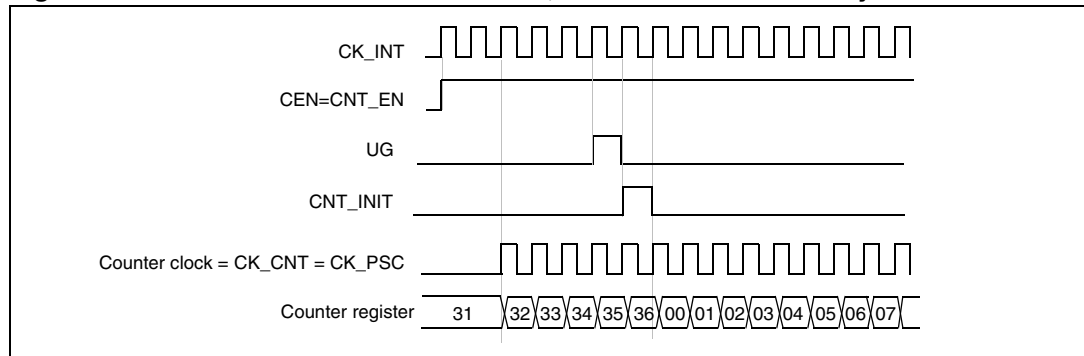 CK_INT
CEN=CNT_EN
UG
CNT_INIT
Counter clock = CK_CNT = CK_PSC
Counter register 31 32 33 34 35 36 00 01 02 03 04 05 06 07